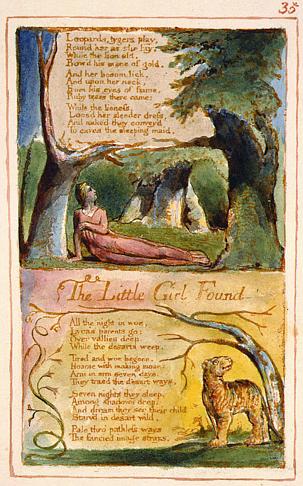 35
Leopards, tygers play,
Round her as she lay;
While the lion old,
Bow'd his mane of gold,
And her bosom lick,
And upon her neck,
From his eyes of flame,
Ruby tears there came;
While the lioness,
Loos'd her slender dress,
And naked they convey'd
To caves the sleeping maid.
The Little Girl Found
All the night in woe,
Lyca's parents go:
Over vallies deep,
While the desarts weep.
Tired and woe begone,
Hoarse with making moan:
Arm in arm seven days,
They trac'd the desart ways.
Seven nights they sleep,
Among shadows deep:
And dream they see their child
Starv'd in desart wild.
Pale thro pathless ways
The fancied image strays,